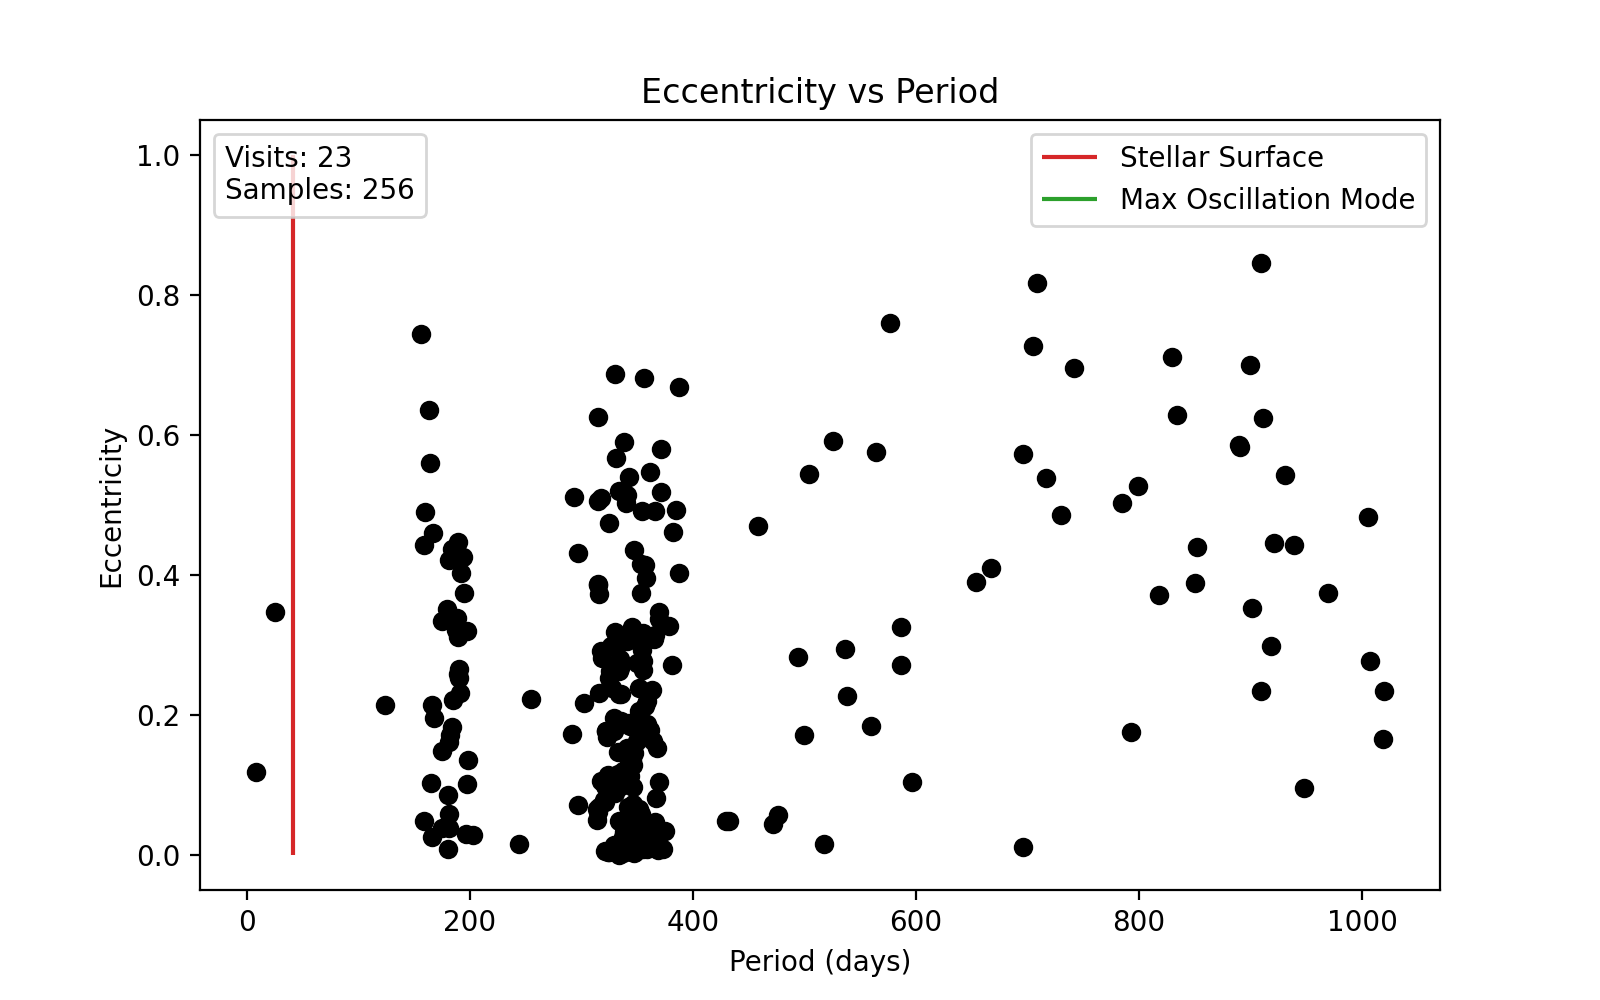 Eccentricity vs Period
Visits: 23
Samples: 256
Stellar Surface
Max Oscillation Mode
1.0
0.8
0.6
0.4
0.2
0.0
Eccentricity
0 200 400 600 800 1000
Period (days)